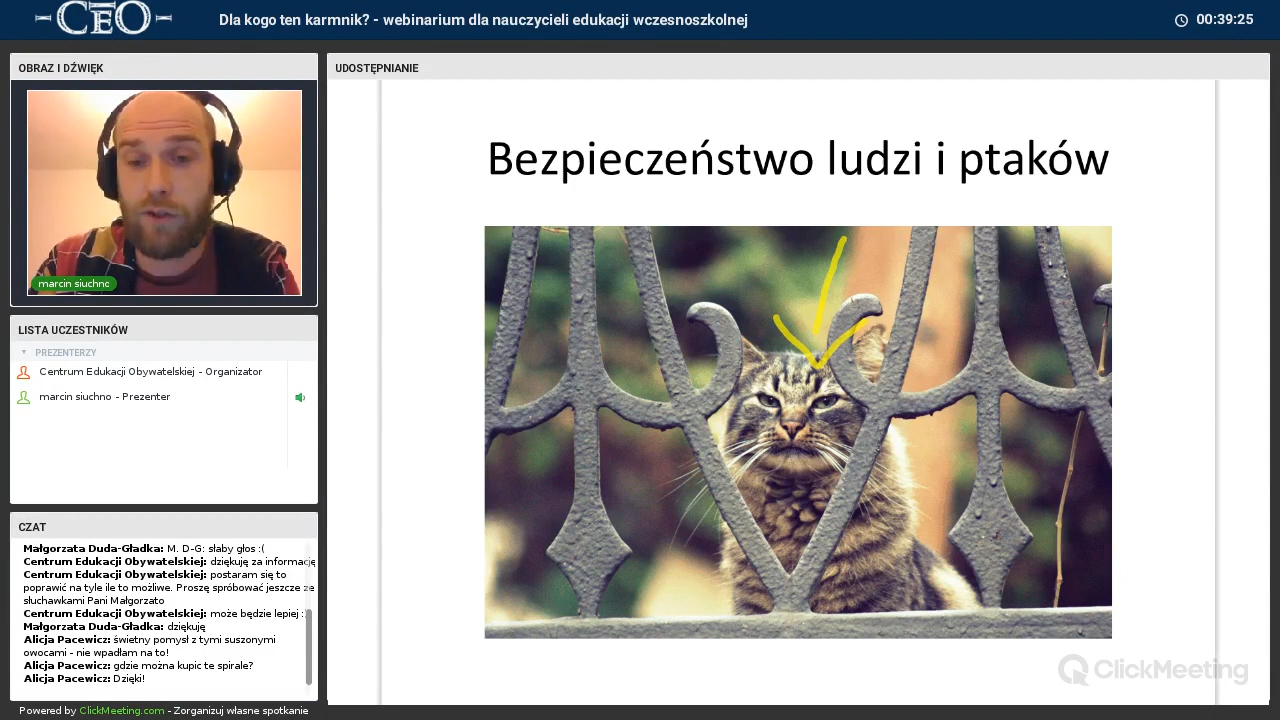 CEO
Dla kogo ten karmnik? - webinarium dla nauczycieli edukacji wczesnoszkolnej
00:39:25
OBRAZ I DŹWIĘK
marcin siuchno
LISTA UCZESTNIKÓW
PREZENTERZY
Centrum Edukacji Obywatelskiej - Organizator
marcin siuchno - Prezenter
CZAT
Małgorzata Duda-Gładka: M. D-G: słaby głos :(
Centrum Edukacji Obywatelskiej: dziękuję za informację
Centrum Edukacji Obywatelskiej: postaram się to
poprawić na tyle ile to możliwe. Proszę spróbować jeszcze ze
słuchawkami Pani Małgorzato
Centrum Edukacji Obywatelskiej: może będzie lepiej :
Małgorzata Duda-Gładka: dziękuję
Alicja Pacewicz: świetny pomysł z tymi suszonymi
owocami - nie wpadłam na to!
Alicja Pacewicz: gdzie można kupic te spirale?
Alicja Pacewicz: Dzięki!
Powered by ClickMeeting.com - Zorganizuj własne spotkanie
UDOSTĘPNIANIE
Bezpieczeństwo ludzi i ptaków
ClickMeeting